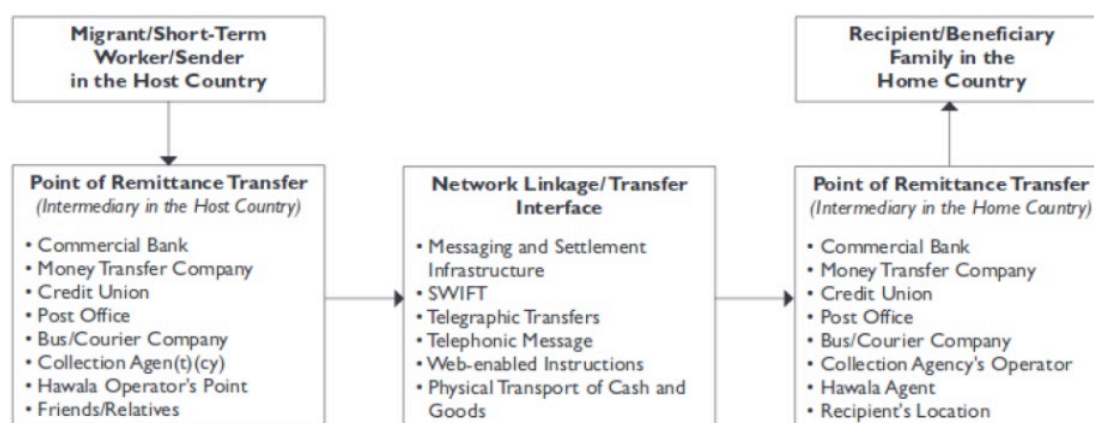 Migrant/Short-Term
Worker/Sender
in the Host Country
Recipient/Beneficiary
Family in the
Home Country
Point of Remittance Transfer
(Intermediary in the Host Country)
• Commercial Bank
• Money Transfer Company
• Credit Union
• Post Office
• Bus/Courier Company
• Collection Agen(t)(cy)
• Hawala Operator's Point
• Friends/Relatives
Network Linkage/Transfer
Interface
• Messaging and Settlement
Infrastructure
• SWIFT
• Telegraphic Transfers
• Telephonic Message
• Web-enabled Instructions
• Physical Transport of Cash and
Goods
Point of Remittance Transfer
(Intermediary in the Home Country)
• Commercial Bank
• Money Transfer Company
• Credit Union
• Post Office
• Bus/Courier Company
• Collection Agency's Operator
• Hawala Agent
• Recipient's Location